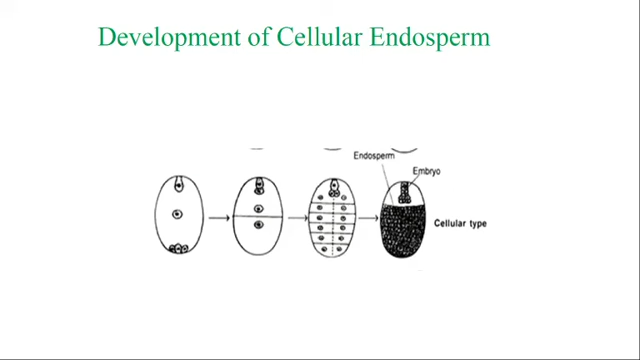 Development of Cellular Endosperm
Endosperm
Embryo
Cellular type